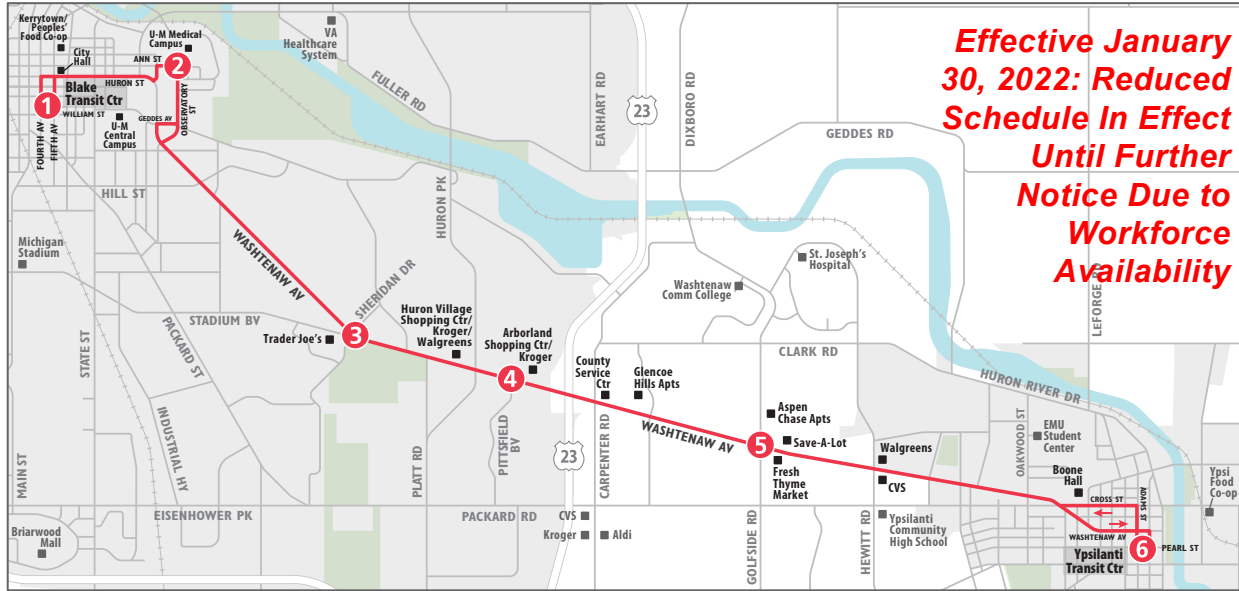 Effective January
30, 2022: Reduced
Schedule In Effect
Until Further
Notice Due to
Workforce
Availability
Kerrytown/
Peoples'
Food Co-op
City
Hall
U-M Medical
Campus
ANN ST
2
HURON ST
Blake
Transit Ctr
1
WILLIAM ST
U-M
Central
Campus
GEDDES AV
OBSERVATORY
ST
FOURTH AV
FIFTH AV
VA
Healthcare
System
FULLER RD
EARHART RD
23
DIXBORO RD
GEDDES RD
HILL ST
HURON PK
Michigan
Stadium
WASHTENAW AV
SHERIDAN DR
STADIUM BV
Trader Joe's
3
Huron Village
Shopping Ctr/
Kroger/
Walgreens
Arborland
Shopping Ctr/
Kroger
4
County
Service
Ctr
Glencoe
Hills Apts
Washtenaw
Comm College
St. Joseph's
Hospital
CLARK RD
LEFORGE RD
HURON RIVER DR
STATE ST
PACKARD ST
INDUSTRIAL HY
MAIN ST
PLATT RD
PITTSFIELD
BV
23
CARPENTER RD
WASHTENAW AV
Aspen
Chase Apts
5
Save-A-Lot
Fresh
Thyme
Market
Walgreens
CVS
OAKWOOD ST
EMU
Student
Center
Boone
Hall
CROSS ST
ADAMS ST
Ypsi
Food
Co-op
WASHTENAW AV
6
PEARL ST
Ypsilanti
Transit Ctr
EISENHOWER PK
PACKARD RD
Briarwood
Mall
CVS
Kroger
Aldi
GOLFSIDE RD
HEWITT RD
Ypsilanti
Community
High School